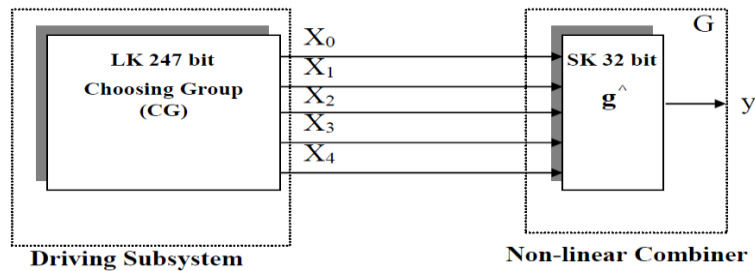 G
X0
LK 247 bit
SK 32 bit
X1
Choosing Group
(CG)
X2
g^
y
X3
X4
Driving Subsystem
Non-linear Combiner